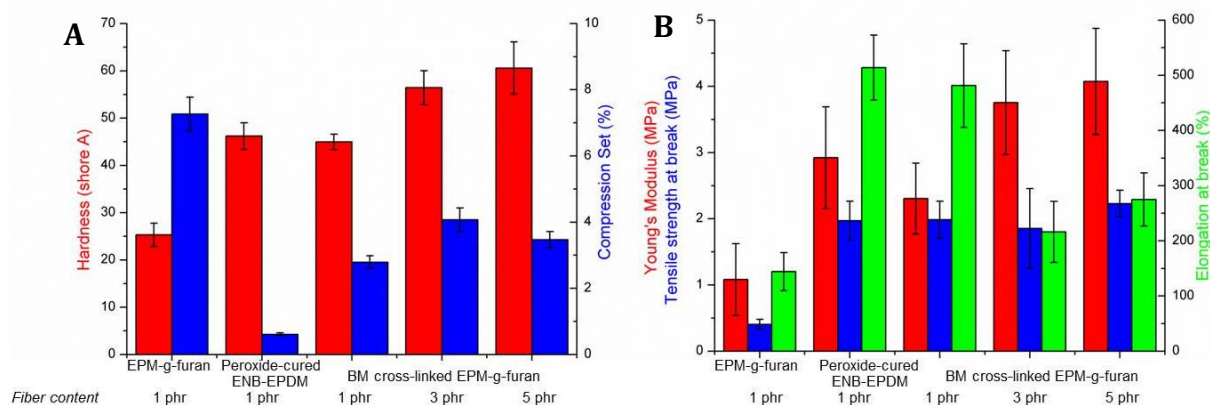 A
Hardness (shore A)
70
60
50
40
30
20
10
0
Compression Set (%)
10
8
6
4
2
0
EPM-g-furan
Peroxide-cured
ENB-EPDM
BM cross-linked EPM-g-furan
Fiber content
1 phr
1 phr
1 phr
3 phr
5 phr
B
Young's Modulus (MPa)
Tensile strength at break (MPa)
5
4
3
2
1
0
Elongation at break (%)
600
500
400
300
200
100
0
EPM-g-furan
Peroxide-cured
ENB-EPDM
BM cross-linked EPM-g-furan
1 phr
1 phr
1 phr
3 phr
5 phr